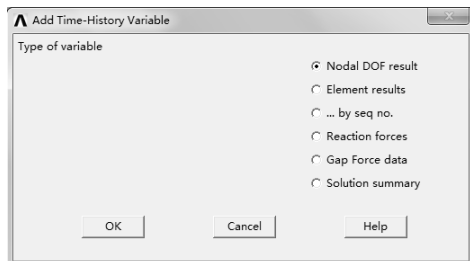 Add Time-History Variable
Type of variable
Nodal DOF result
Element results
... by seq no.
Reaction forces
Gap Force data
Solution summary
OK Cancel Help